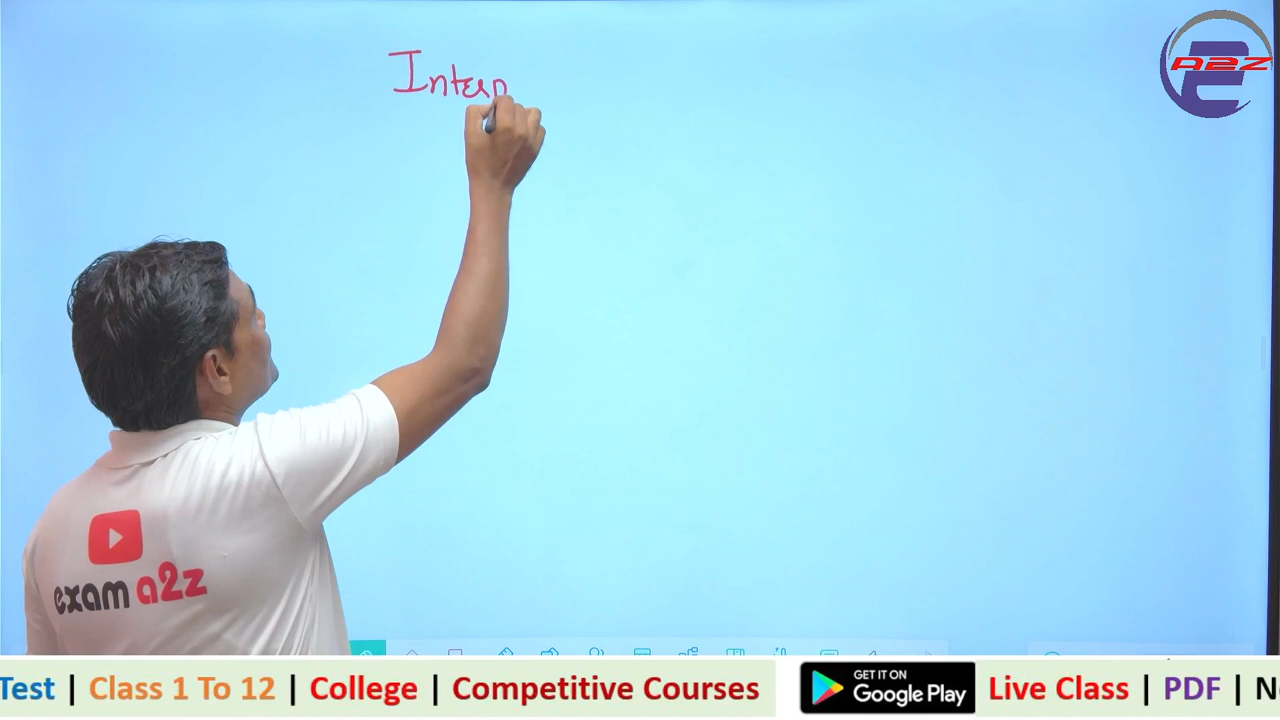 Intern
A2Z
exam a2z
Test | Class 1 To 12 | College | Competitive Courses GET IT ON Google Play Live Class | PDF | N